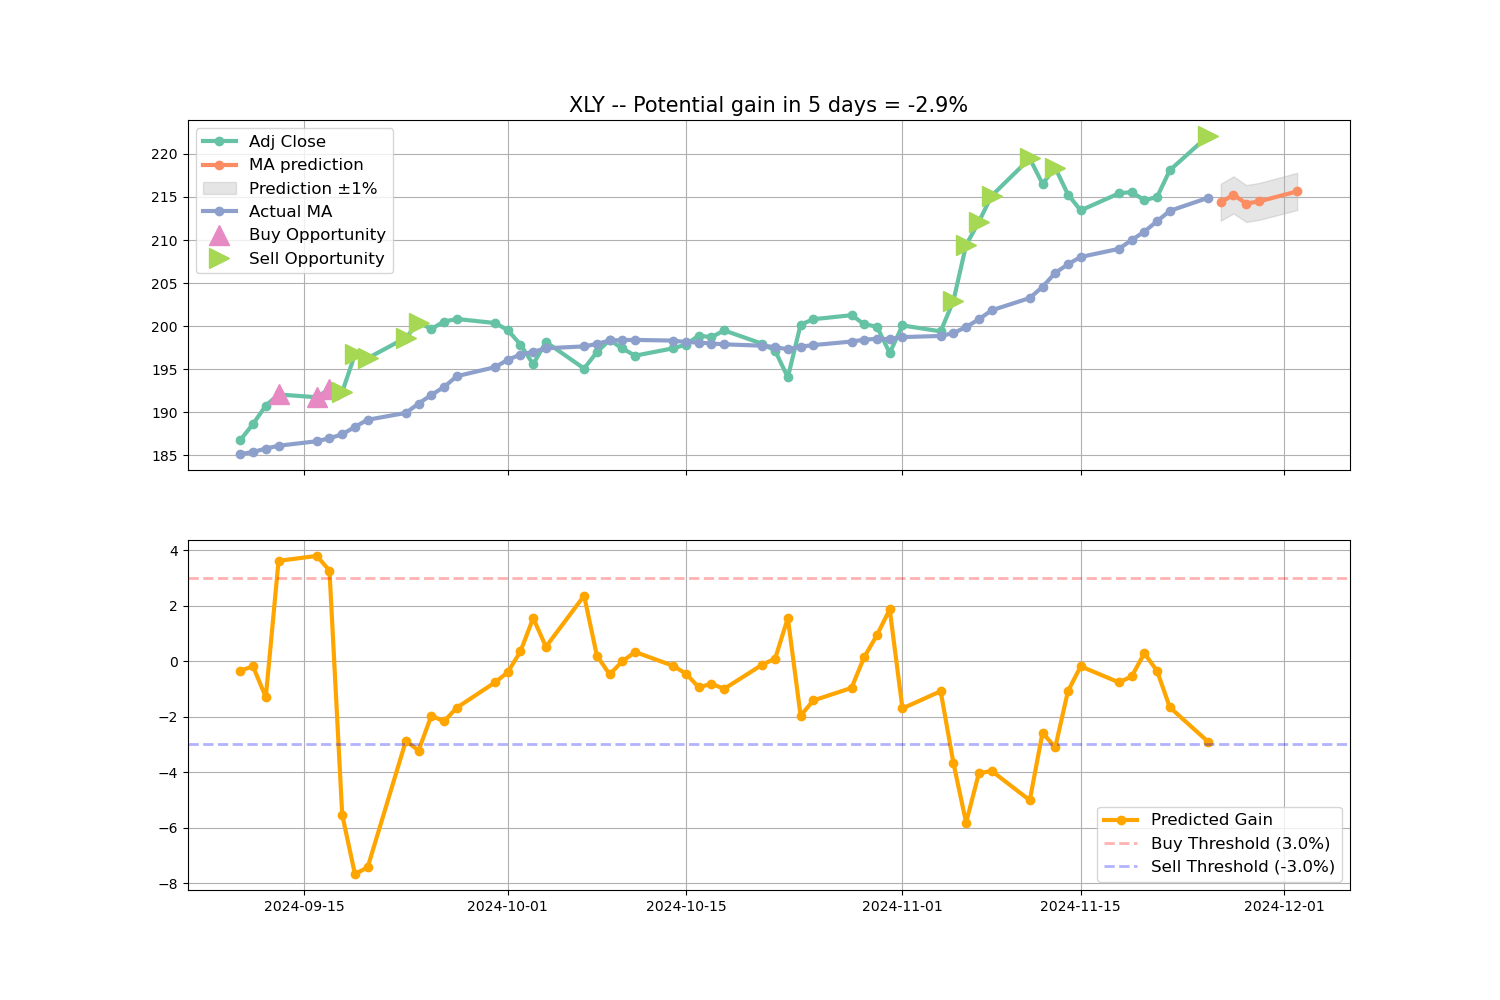 XLY -- Potential gain in 5 days = -2.9%
Adj Close
MA prediction
Prediction ±1%
Actual MA
Buy Opportunity
Sell Opportunity
220
215
210
205
200
195
190
185
4
2
0
−2
−4
−6
−8
Predicted Gain
Buy Threshold (3.0%)
Sell Threshold (-3.0%)
2024-09-15
2024-10-01
2024-10-15
2024-11-01
2024-11-15
2024-12-01